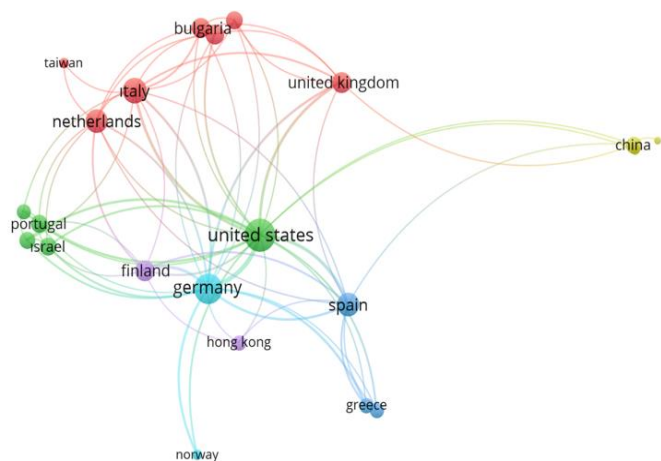 bulgaria
taiwan
italy
united kingdom
netherlands
china
portugal
united states
israel
finland
germany
spain
hong kong
greece
norway